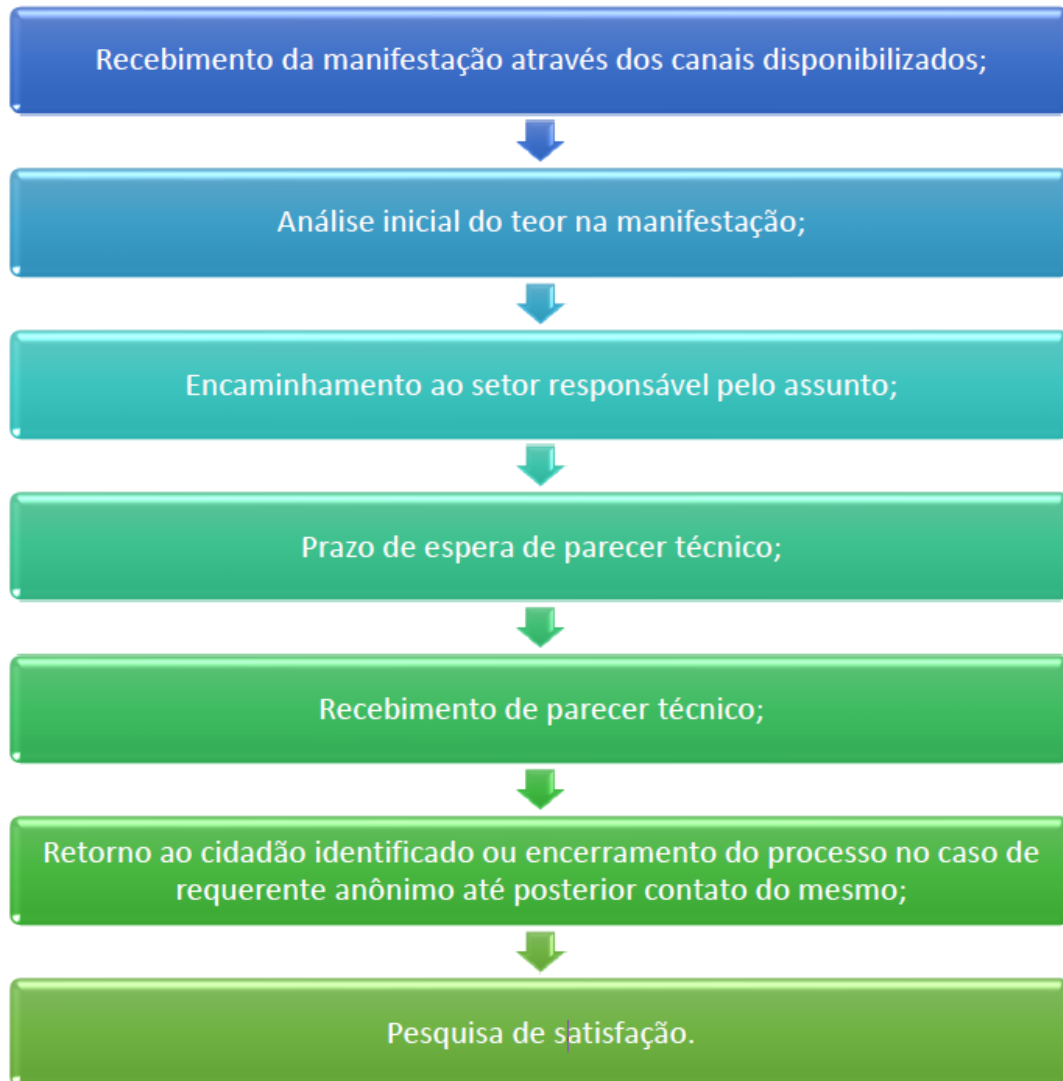 Recebimento da manifestação através dos canais disponibilizados;
Análise inicial do teor na manifestação;
Encaminhamento ao setor responsável pelo assunto;
Prazo de espera de parecer técnico;
Recebimento de parecer técnico;
Retorno ao cidadão identificado ou encerramento do processo no caso de
requerente anônimo até posterior contato do mesmo;
Pesquisa de satisfação.